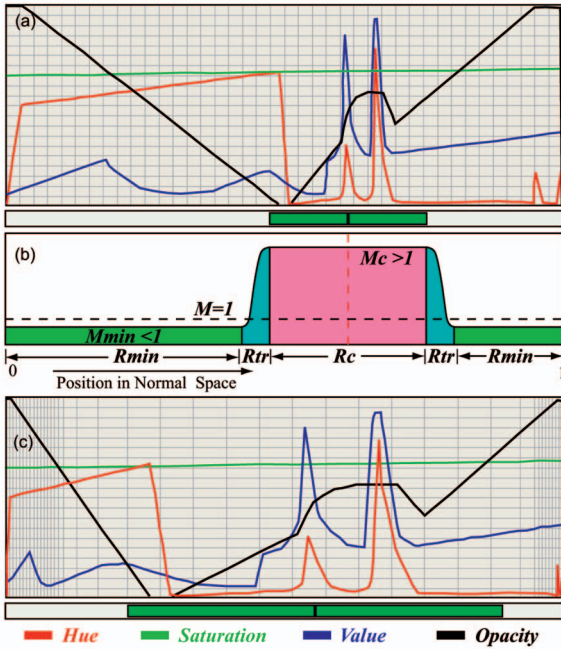 (a)
(b)
Mc >1
M=1
Mmin <1
Rmin Rtr Rc Rtr Rmin
0 1
Position in Normal Space
(c)
Hue Saturation Value Opacity